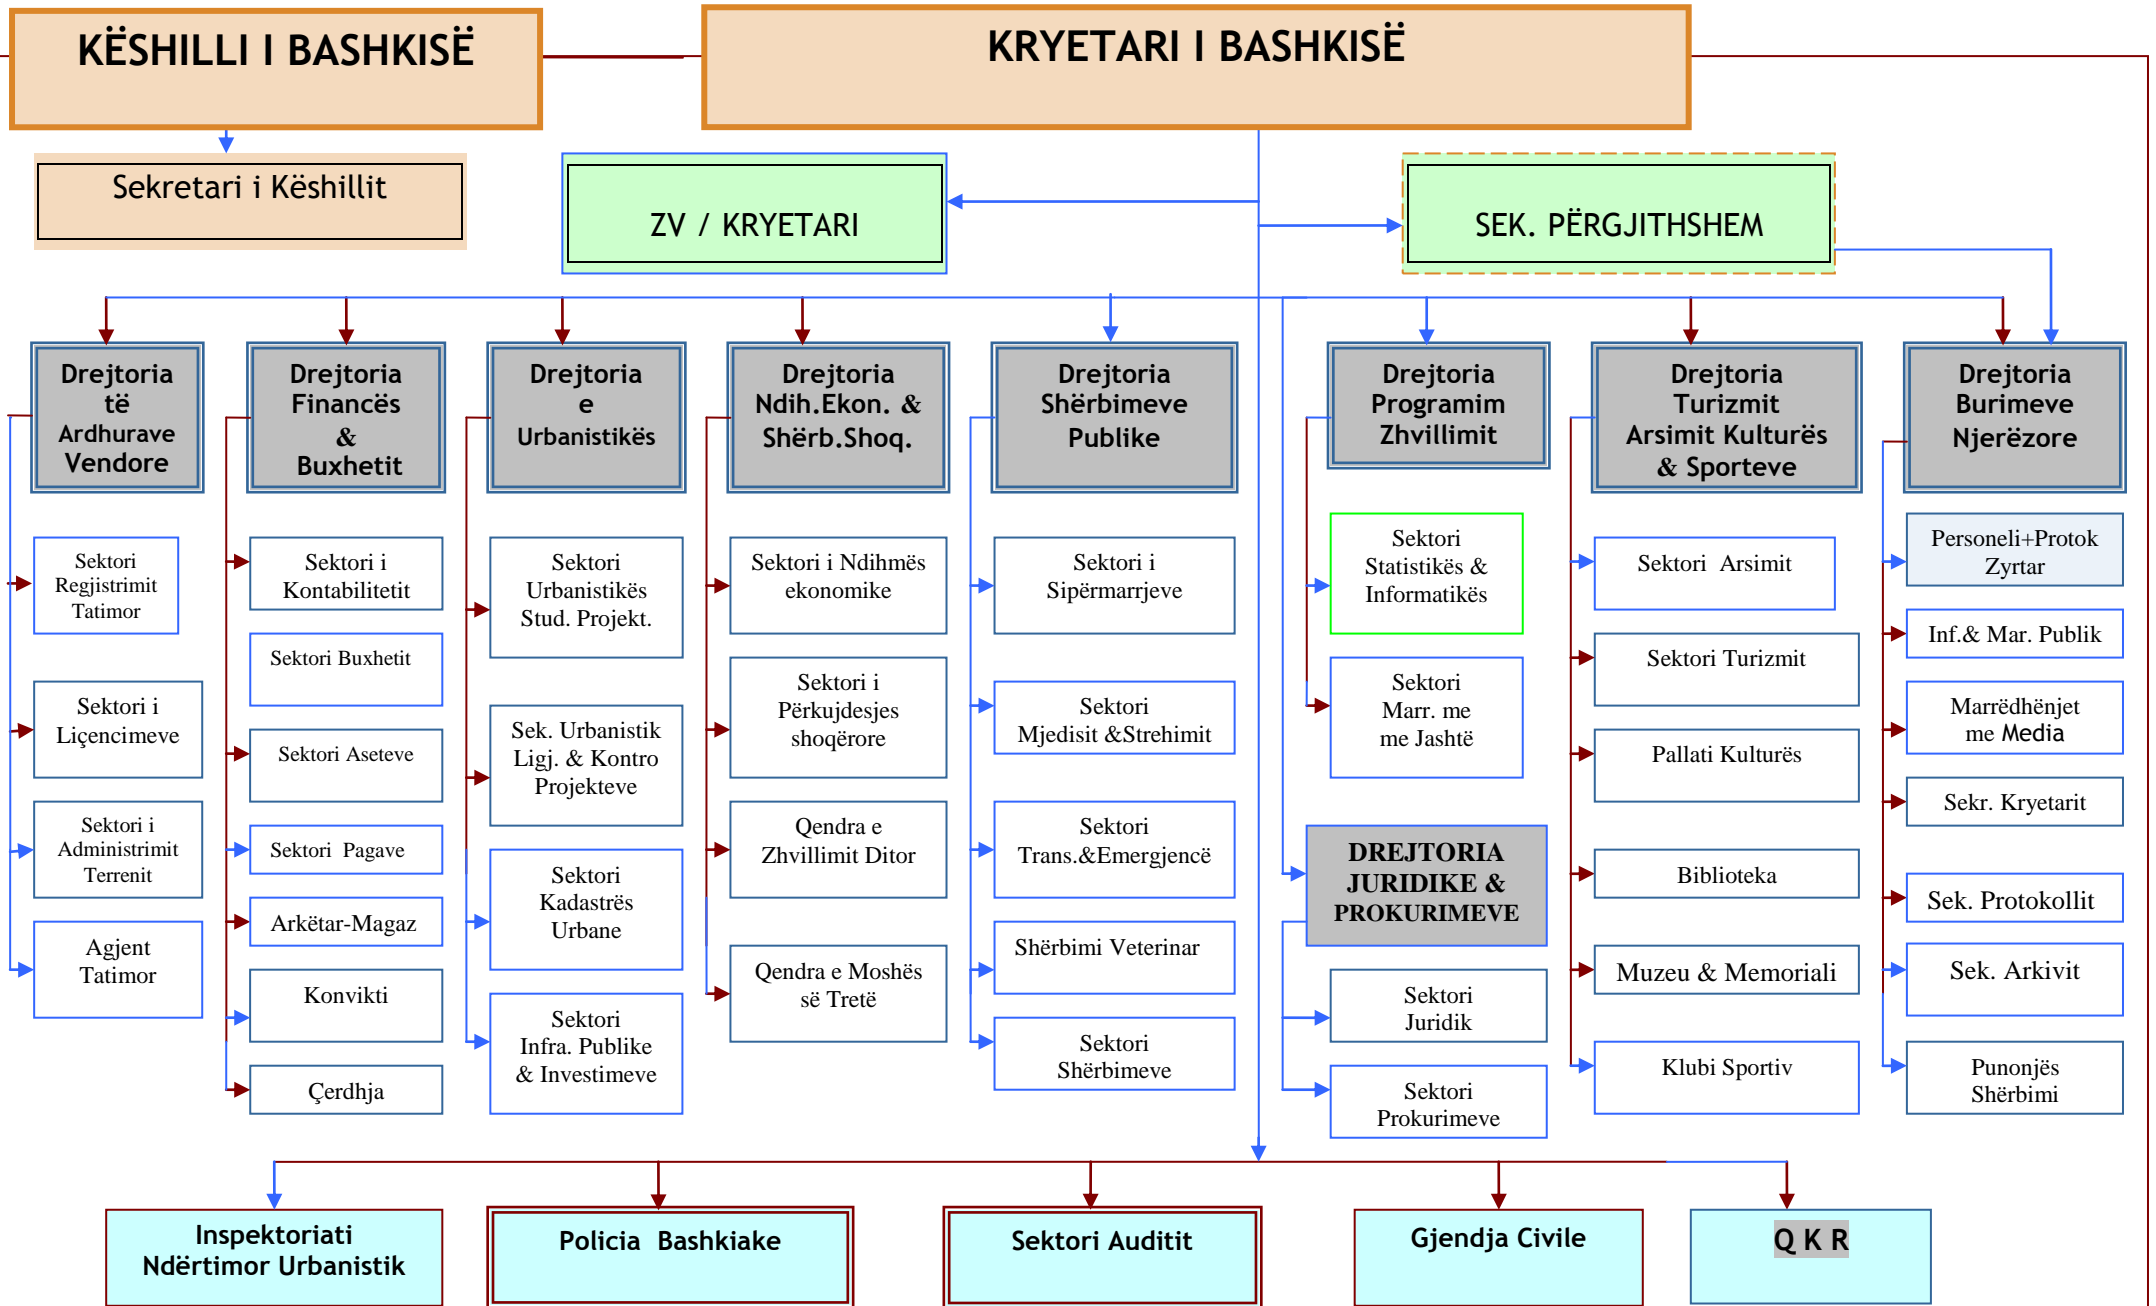 KËSHILLI I BASHKISË
KRYETARI I BASHKISË
Sekretari i Këshillit
ZV / KRYETARI
SEK. PËRGJITHSHEM
Drejtoria
të
Ardhurave
Vendore
Drejtoria
Financës
&
Buxhetit
Drejtoria
e
Urbanistikës
Drejtoria
Ndih.Ekon. &
Shërb.Shoq.
Drejtoria
Shërbimeve
Publike
Drejtoria
Programim
Zhvillimit
Drejtoria
Turizmit
Arsimit Kulturës
& Sporteve
Drejtoria
Burimeve
Njerëzore
Sektori
Regjistrimit
Tatimor
Sektori i
Liçencimeve
Sektori i
Administrimit
Terrenit
Agjent
Tatimor
Sektori i
Kontabilitetit
Sektori Buxhetit
Sektori Aseteve
Sektori  Pagave
Arkëtar-Magaz
Konvikti
Çerdhja
Sektori
Urbanistikës
Stud. Projekt.
Sek. Urbanistik
Ligj. & Kontro
Projekteve
Sektori
Kadastrës
Urbane
Sektori
Infra. Publike
& Investimeve
Sektori i Ndihmës
ekonomike
Sektori i
Përkujdesjes
shoqërore
Qendra e
Zhvillimit Ditor
Qendra e Moshës
së Tretë
Sektori i
Sipërmarrjeve
Sektori
Mjedisit &Strehimit
Sektori
Trans.&Emergjencë
Shërbimi Veterinar
Sektori
Shërbimeve
Sektori
Statistikës &
Informatikës
Sektori
Marr. me
me Jashtë
DREJTORIA
JURIDIKE &
PROKURIMEVE
Sektori
Juridik
Sektori
Prokurimeve
Sektori  Arsimit
Sektori Turizmit
Pallati Kulturës
Biblioteka
Muzeu & Memoriali
Klubi Sportiv
Personeli+Protok
Zyrtar
Inf.& Mar. Publik
Marrëdhënjet
me Media
Sekr. Kryetarit
Sek. Protokollit
Sek. Arkivit
Punonjës
Shërbimi
Inspektoriati
Ndërtimor Urbanistik
Policia  Bashkiake
Sektori Auditit
Gjendja Civile
Q K R